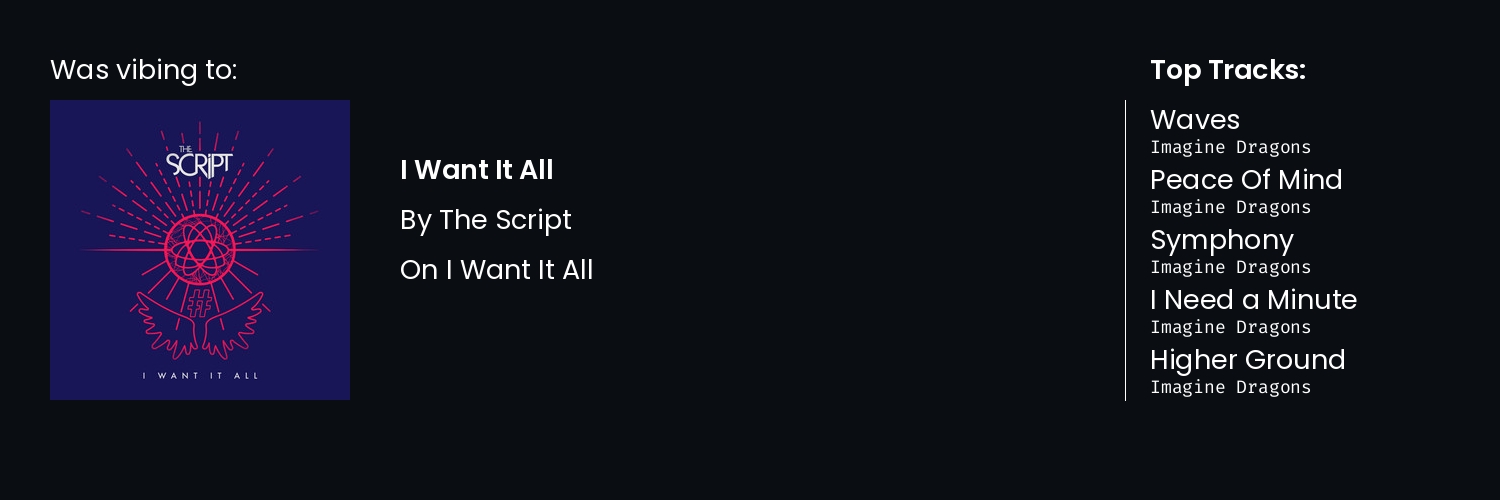 Was vibing to:
THE
SCRIPT
#
I WANT IT ALL
I Want It All
By The Script
On I Want It All
Top Tracks:
Waves
Imagine Dragons
Peace Of Mind
Imagine Dragons
Symphony
Imagine Dragons
I Need a Minute
Imagine Dragons
Higher Ground
Imagine Dragons